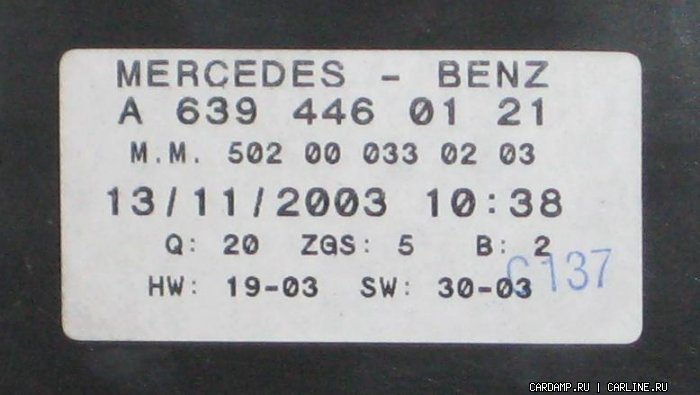 MERCEDES - BENZ
A 639 446 01 21
M.M. 502 00 033 02 03
13/11/2003 10:38
Q: 20 ZGS: 5 B: 2
C137
HW: 19-03 SW: 30-03
CARDAMP.RU | CARLINE.RU